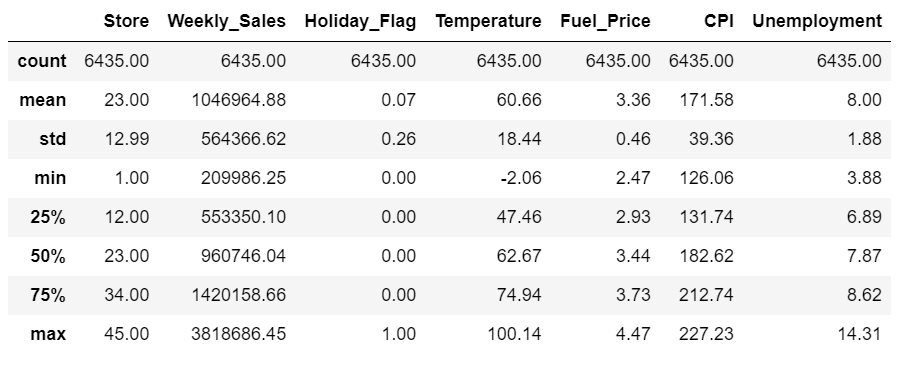 Store Weekly_Sales Holiday_Flag Temperature Fuel_Price CPI Unemployment
count 6435.00 6435.00 6435.00 6435.00 6435.00 6435.00 6435.00
mean 23.00 1046964.88 0.07 60.66 3.36 171.58 8.00
std 12.99 564366.62 0.26 18.44 0.46 39.36 1.88
min 1.00 209986.25 0.00 -2.06 2.47 126.06 3.88
25% 12.00 553350.10 0.00 47.46 2.93 131.74 6.89
50% 23.00 960746.04 0.00 62.67 3.44 182.62 7.87
75% 34.00 1420158.66 0.00 74.94 3.73 212.74 8.62
max 45.00 3818686.45 1.00 100.14 4.47 227.23 14.31